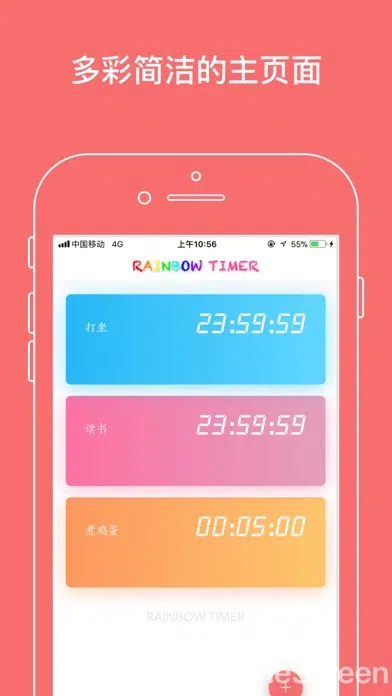 多彩简洁的主页面
中国移动 4G 上午10:56 55%
RAINBOW TIMER
打坐 23:59:59
读书 23:59:59
煮鸡蛋 00:05:00
RAINBOW TIMER
+